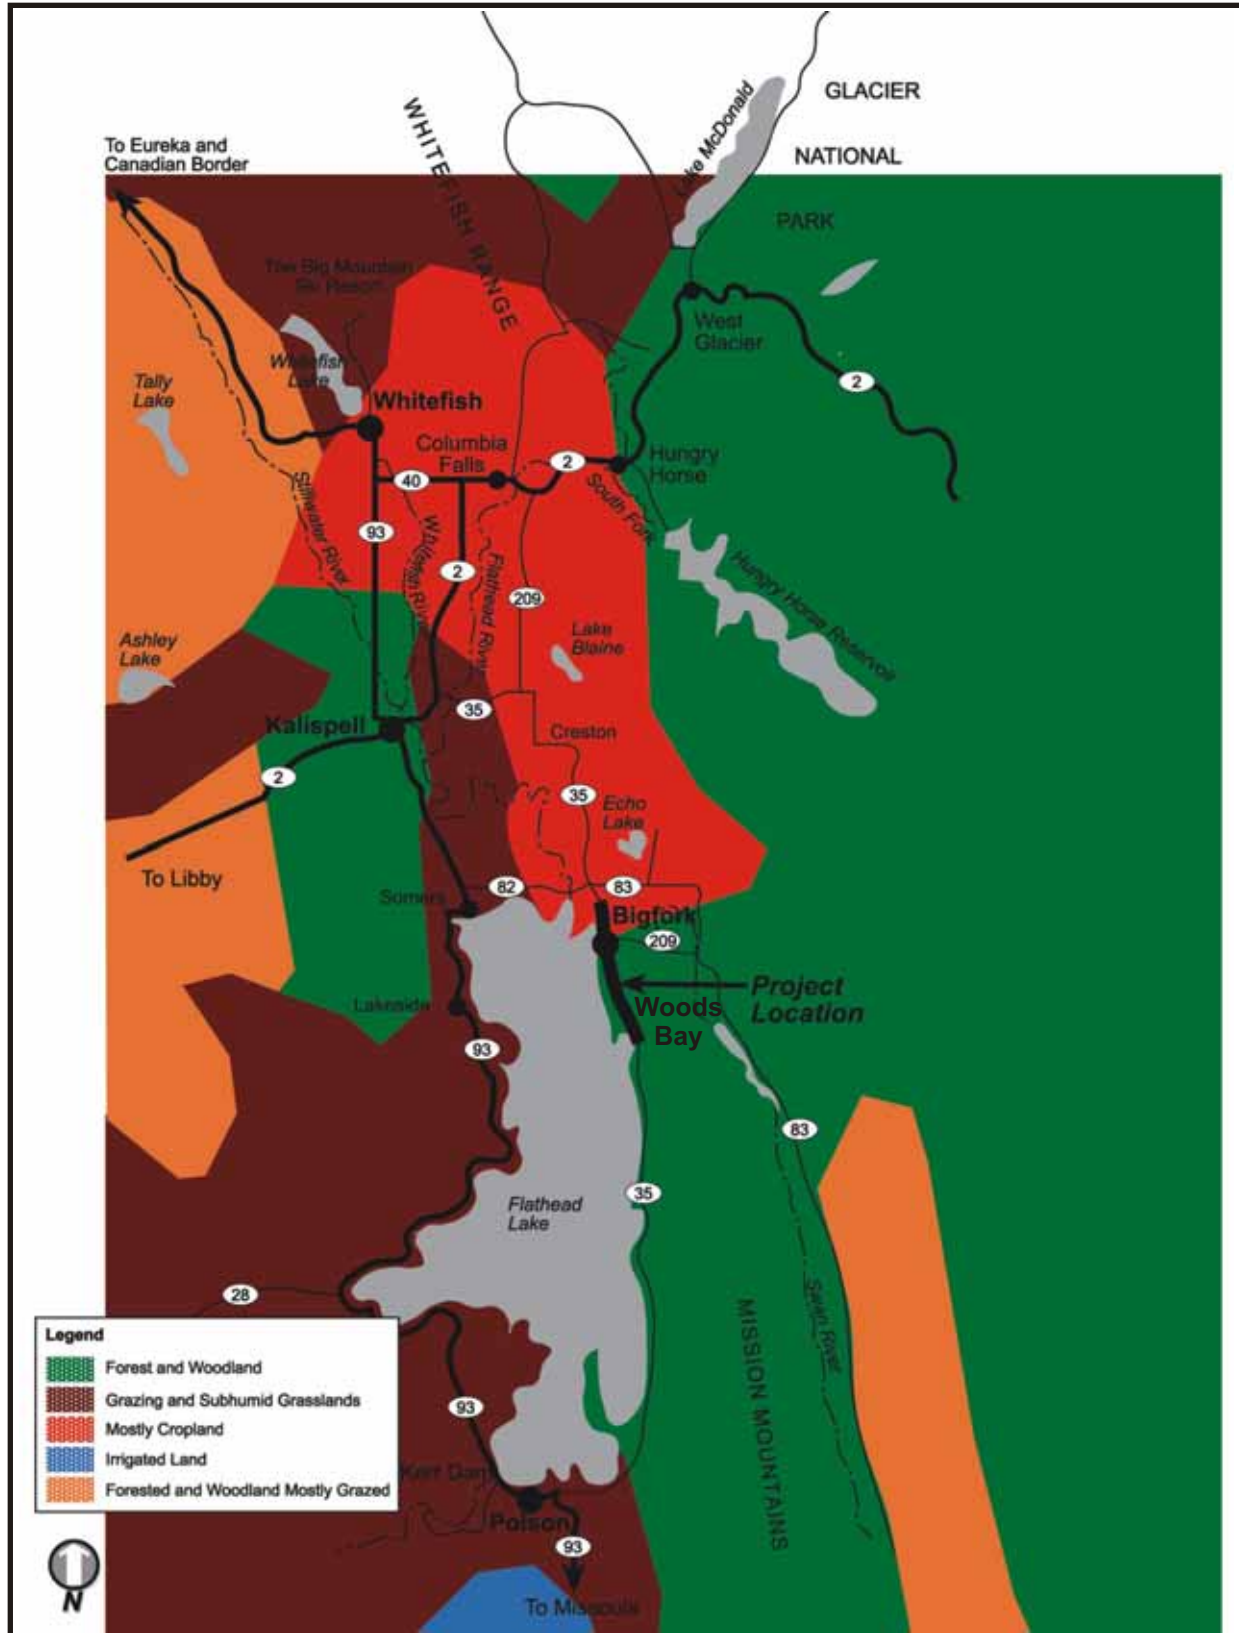 GLACIER
NATIONAL
PARK
Lake McDonald
WHITEFISH RANGE
To Eureka and
Canadian Border
The Big Mountain
Ski Resort
West
Glacier
2
Whitefish
Lake
Tally
Lake
Whitefish
Columbia
Falls
2
Hungry
Horse
40
South Fork
Stillwater River
93
Whitefish River
2
Flathead River
209
Hungry Horse Reservoir
Lake
Blaine
Ashley
Lake
35
Kalispell
Creston
2
35
Echo
Lake
To Libby
Somers
82
83
Bigfork
209
Project
Location
Lakeside
Woods
Bay
93
83
35
Flathead
Lake
28
Swan River
MISSION MOUNTAINS
Legend
Forest and Woodland
Grazing and Subhumid Grasslands
Mostly Cropland
Irrigated Land
Forested and Woodland Mostly Grazed
93
Kerr Dam
Polson
93
To Missoula
N